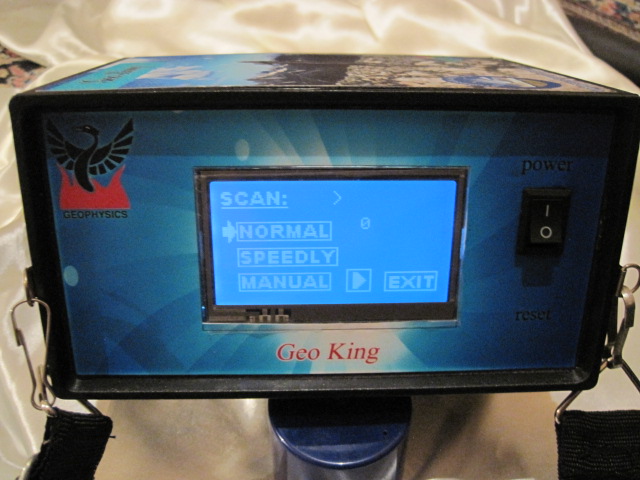 GEOPHYSICS
SCAN: >
0
NORMAL
SPEEDLY
MANUAL EXIT
power
I
O
reset
Geo King